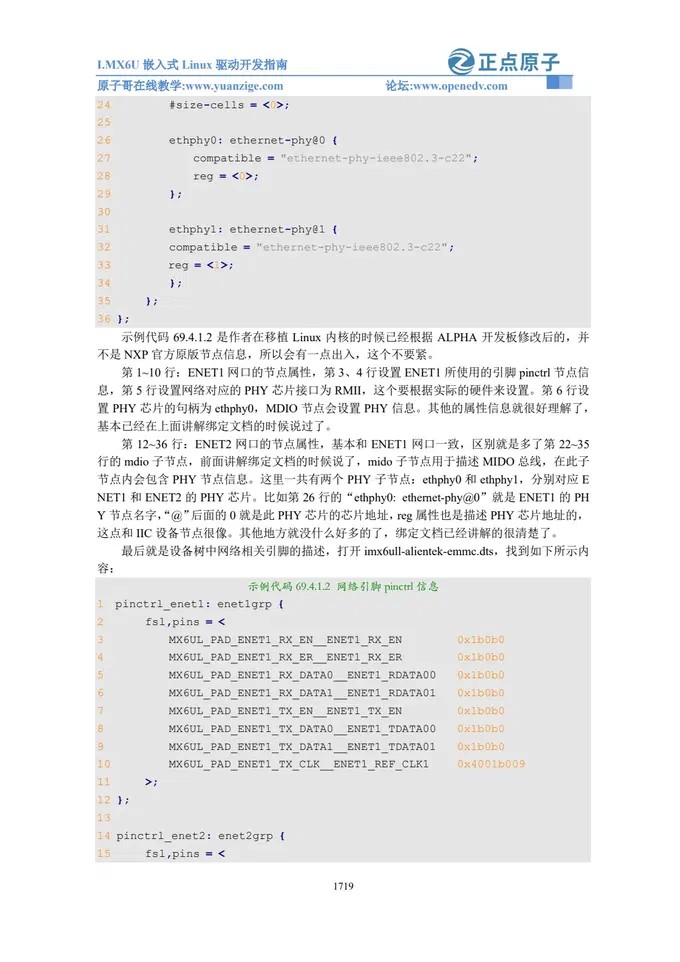 I.MX6U 嵌入式 Linux 驱动开发指南
正点原子
原子哥在线教学:www.yuanzige.com 论坛:www.openedv.com
24 #size-cells = <0>;
25
26 ethphy0: ethernet-phy@0 {
27 compatible = "ethernet-phy-ieee802.3-c22";
28 reg = <0>;
29 };
30
31 ethphy1: ethernet-phy@1 {
32 compatible = "ethernet-phy-ieee802.3-c22";
33 reg = <1>;
34 };
35 };
36 };
示例代码 69.4.1.2 是作者在移植 Linux 内核的时候已经根据 ALPHA 开发板修改后的，并
不是 NXP 官方原版节点信息，所以会有一点出入，这个不要紧。
第 1~10 行：ENET1 网口的节点属性，第 3、4 行设置 ENET1 所使用的引脚 pinctrl 节点信
息，第 5 行设置网络对应的 PHY 芯片接口为 RMII，这个要根据实际的硬件来设置。第 6 行设
置 PHY 芯片的句柄为 ethphy0，MDIO 节点会设置 PHY 信息。其他的属性信息就很好理解了，
基本已经在上面讲解绑定文档的时候说过了。
第 12~36 行：ENET2 网口的节点属性，基本和 ENET1 网口一致，区别就是多了第 22~35
行的 mdio 子节点，前面讲解绑定文档的时候说了，mido 子节点用于描述 MIDO 总线，在此子
节点内会包含 PHY 节点信息。这里一共有两个 PHY 子节点：ethphy0 和 ethphy1，分别对应 E
NET1 和 ENET2 的 PHY 芯片。比如第 26 行的“ethphy0: ethernet-phy@0”就是 ENET1 的 PH
Y 节点名字，“@”后面的 0 就是此 PHY 芯片的芯片地址，reg 属性也是描述 PHY 芯片地址的，
这点和 IIC 设备节点很像。其他地方就没什么好多的了，绑定文档已经讲解的很清楚了。
最后就是设备树中网络相关引脚的描述，打开 imx6ull-alientek-emmc.dts，找到如下所示内
容：
示例代码 69.4.1.2 网络引脚 pinctrl 信息
1 pinctrl_enet1: enet1grp {
2 fsl,pins = <
3 MX6UL_PAD_ENET1_RX_EN__ENET1_RX_EN 0x1b0b0
4 MX6UL_PAD_ENET1_RX_ER__ENET1_RX_ER 0x1b0b0
5 MX6UL_PAD_ENET1_RX_DATA0__ENET1_RDATA00 0x1b0b0
6 MX6UL_PAD_ENET1_RX_DATA1__ENET1_RDATA01 0x1b0b0
7 MX6UL_PAD_ENET1_TX_EN__ENET1_TX_EN 0x1b0b0
8 MX6UL_PAD_ENET1_TX_DATA0__ENET1_TDATA00 0x1b0b0
9 MX6UL_PAD_ENET1_TX_DATA1__ENET1_TDATA01 0x1b0b0
10 MX6UL_PAD_ENET1_TX_CLK__ENET1_REF_CLK1 0x4001b009
11 >;
12 };
13
14 pinctrl_enet2: enet2grp {
15 fsl,pins = <
1719